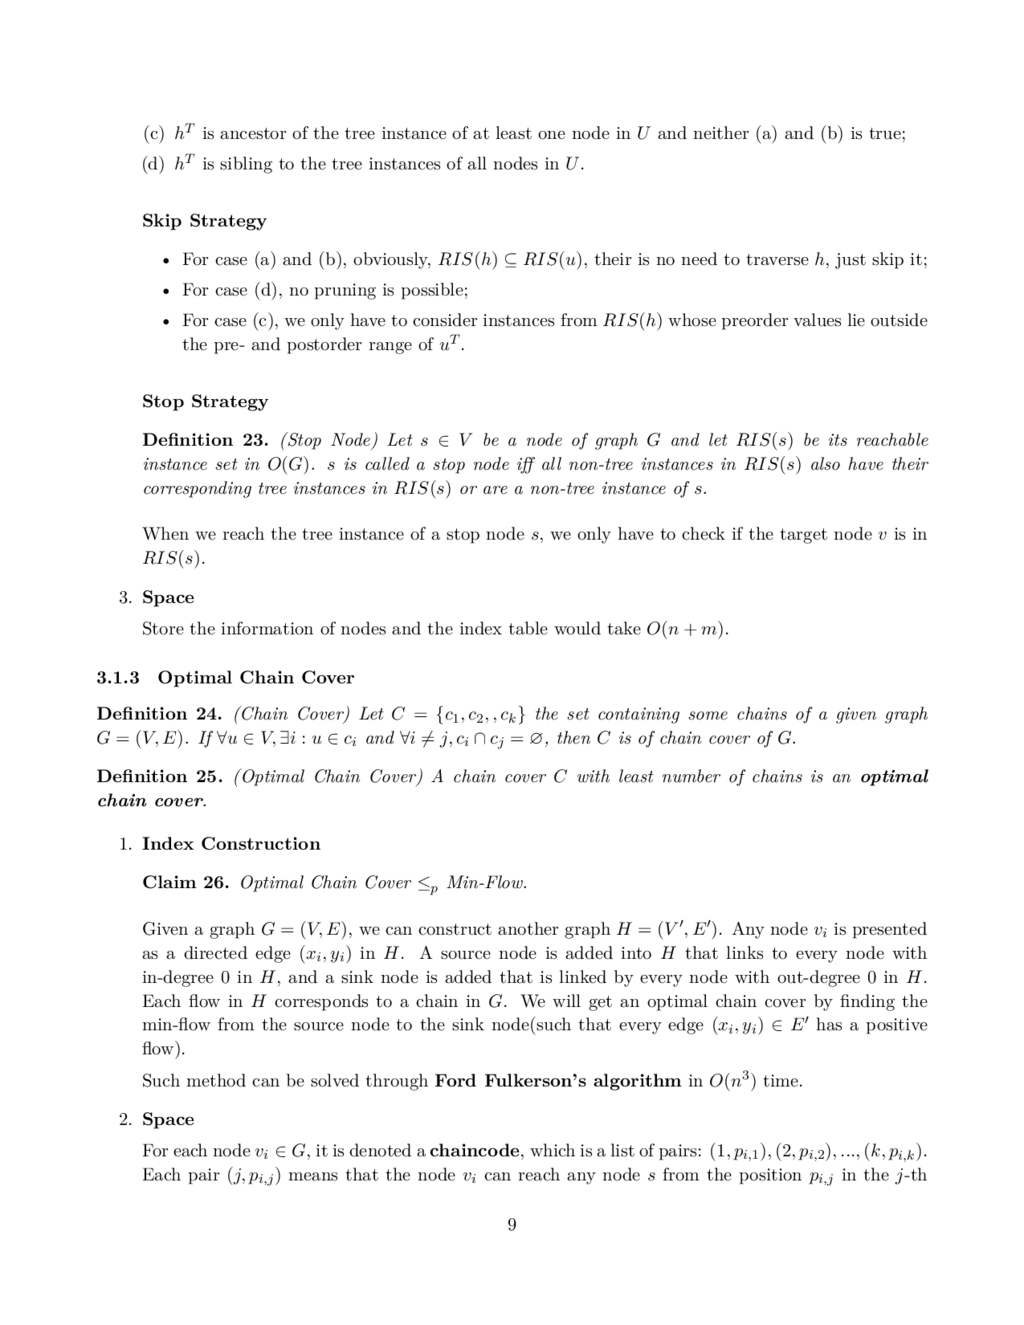 (c) h^T is ancestor of the tree instance of at least one node in U and neither (a) and (b) is true;
(d) h^T is sibling to the tree instances of all nodes in U.
Skip Strategy
• For case (a) and (b), obviously, RIS(h) ⊆ RIS(u), their is no need to traverse h, just skip it;
• For case (d), no pruning is possible;
• For case (c), we only have to consider instances from RIS(h) whose preorder values lie outside
the pre- and postorder range of u^T.
Stop Strategy
Definition 23. (Stop Node) Let s ∈ V be a node of graph G and let RIS(s) be its reachable
instance set in O(G). s is called a stop node iff all non-tree instances in RIS(s) also have their
corresponding tree instances in RIS(s) or are a non-tree instance of s.
When we reach the tree instance of a stop node s, we only have to check if the target node v is in
RIS(s).
3. Space
Store the information of nodes and the index table would take O(n + m).
3.1.3 Optimal Chain Cover
Definition 24. (Chain Cover) Let C = {c_1, c_2, , c_k} the set containing some chains of a given graph
G = (V, E). If ∀u ∈ V, ∃i : u ∈ c_i and ∀i ≠ j, c_i ∩ c_j = ∅, then C is of chain cover of G.
Definition 25. (Optimal Chain Cover) A chain cover C with least number of chains is an optimal
chain cover.
1. Index Construction
Claim 26. Optimal Chain Cover ≤_p Min-Flow.
Given a graph G = (V, E), we can construct another graph H = (V′, E′). Any node v_i is presented
as a directed edge (x_i, y_i) in H. A source node is added into H that links to every node with
in-degree 0 in H, and a sink node is added that is linked by every node with out-degree 0 in H.
Each flow in H corresponds to a chain in G. We will get an optimal chain cover by finding the
min-flow from the source node to the sink node(such that every edge (x_i, y_i) ∈ E′ has a positive
flow).
Such method can be solved through Ford Fulkerson's algorithm in O(n^3) time.
2. Space
For each node v_i ∈ G, it is denoted a chaincode, which is a list of pairs: (1, p_{i,1}), (2, p_{i,2}), ..., (k, p_{i,k}).
Each pair (j, p_{i,j}) means that the node v_i can reach any node s from the position p_{i,j} in the j-th
9